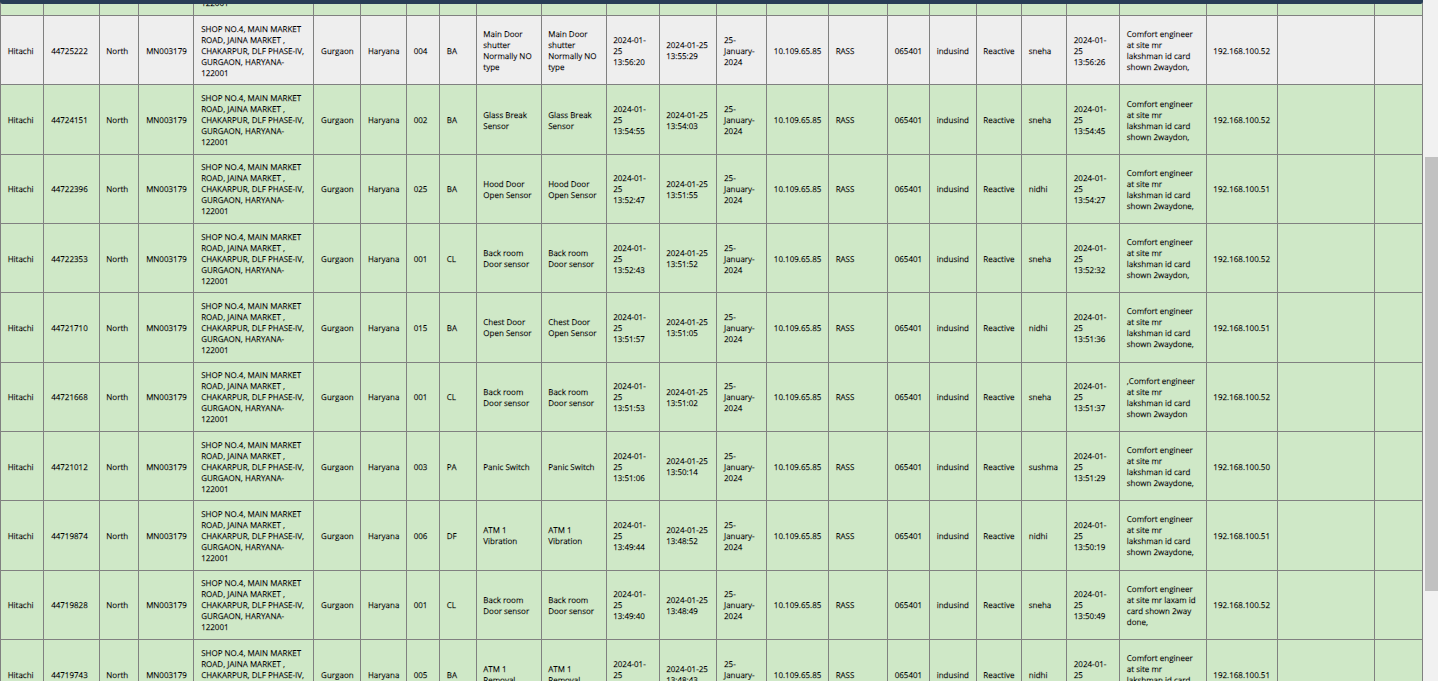 Hitachi 44725222 North MN003179 SHOP NO.4, MAIN MARKET ROAD, JAINA MARKET , CHAKARPUR, DLF PHASE-IV, GURGAON, HARYANA-122001 Gurgaon Haryana 004 BA Main Door shutter Normally NO type Main Door shutter Normally NO type 2024-01-25 13:56:20 2024-01-25 13:55:29 25-January-2024 10.109.65.85 RASS 065401 indusind Reactive sneha 2024-01-25 13:56:26 Comfort engineer at site mr lakshman id card shown 2waydon, 192.168.100.52
Hitachi 44724151 North MN003179 SHOP NO.4, MAIN MARKET ROAD, JAINA MARKET , CHAKARPUR, DLF PHASE-IV, GURGAON, HARYANA-122001 Gurgaon Haryana 002 BA Glass Break Sensor Glass Break Sensor 2024-01-25 13:54:55 2024-01-25 13:54:03 25-January-2024 10.109.65.85 RASS 065401 indusind Reactive sneha 2024-01-25 13:54:45 Comfort engineer at site mr lakshman id card shown 2waydon, 192.168.100.52
Hitachi 44722396 North MN003179 SHOP NO.4, MAIN MARKET ROAD, JAINA MARKET , CHAKARPUR, DLF PHASE-IV, GURGAON, HARYANA-122001 Gurgaon Haryana 025 BA Hood Door Open Sensor Hood Door Open Sensor 2024-01-25 13:52:47 2024-01-25 13:51:55 25-January-2024 10.109.65.85 RASS 065401 indusind Reactive nidhi 2024-01-25 13:54:27 Comfort engineer at site mr lakshman id card shown 2waydone, 192.168.100.51
Hitachi 44722353 North MN003179 SHOP NO.4, MAIN MARKET ROAD, JAINA MARKET , CHAKARPUR, DLF PHASE-IV, GURGAON, HARYANA-122001 Gurgaon Haryana 001 CL Back room Door sensor Back room Door sensor 2024-01-25 13:52:43 2024-01-25 13:51:52 25-January-2024 10.109.65.85 RASS 065401 indusind Reactive sneha 2024-01-25 13:52:32 Comfort engineer at site mr lakshman id card shown 2waydon, 192.168.100.52
Hitachi 44721710 North MN003179 SHOP NO.4, MAIN MARKET ROAD, JAINA MARKET , CHAKARPUR, DLF PHASE-IV, GURGAON, HARYANA-122001 Gurgaon Haryana 015 BA Chest Door Open Sensor Chest Door Open Sensor 2024-01-25 13:51:57 2024-01-25 13:51:05 25-January-2024 10.109.65.85 RASS 065401 indusind Reactive nidhi 2024-01-25 13:51:36 Comfort engineer at site mr lakshman id card shown 2waydone, 192.168.100.51
Hitachi 44721668 North MN003179 SHOP NO.4, MAIN MARKET ROAD, JAINA MARKET , CHAKARPUR, DLF PHASE-IV, GURGAON, HARYANA-122001 Gurgaon Haryana 001 CL Back room Door sensor Back room Door sensor 2024-01-25 13:51:53 2024-01-25 13:51:02 25-January-2024 10.109.65.85 RASS 065401 indusind Reactive sneha 2024-01-25 13:51:37 ,Comfort engineer at site mr lakshman id card shown 2waydon 192.168.100.52
Hitachi 44721012 North MN003179 SHOP NO.4, MAIN MARKET ROAD, JAINA MARKET , CHAKARPUR, DLF PHASE-IV, GURGAON, HARYANA-122001 Gurgaon Haryana 003 PA Panic Switch Panic Switch 2024-01-25 13:51:06 2024-01-25 13:50:14 25-January-2024 10.109.65.85 RASS 065401 indusind Reactive sushma 2024-01-25 13:51:29 Comfort engineer at site mr lakshman id card shown 2waydone, 192.168.100.50
Hitachi 44719874 North MN003179 SHOP NO.4, MAIN MARKET ROAD, JAINA MARKET , CHAKARPUR, DLF PHASE-IV, GURGAON, HARYANA-122001 Gurgaon Haryana 006 DF ATM 1 Vibration ATM 1 Vibration 2024-01-25 13:49:44 2024-01-25 13:48:52 25-January-2024 10.109.65.85 RASS 065401 indusind Reactive nidhi 2024-01-25 13:50:19 Comfort engineer at site mr lakshman id card shown 2waydone, 192.168.100.51
Hitachi 44719828 North MN003179 SHOP NO.4, MAIN MARKET ROAD, JAINA MARKET , CHAKARPUR, DLF PHASE-IV, GURGAON, HARYANA-122001 Gurgaon Haryana 001 CL Back room Door sensor Back room Door sensor 2024-01-25 13:49:40 2024-01-25 13:48:49 25-January-2024 10.109.65.85 RASS 065401 indusind Reactive sneha 2024-01-25 13:50:49 Comfort engineer at site mr laxam id card shown 2way done, 192.168.100.52
Hitachi 44719743 North MN003179 SHOP NO.4, MAIN MARKET ROAD, JAINA MARKET , CHAKARPUR, DLF PHASE-IV, Gurgaon Haryana 005 BA ATM 1 Removal ATM 1 Removal 2024-01-25 2024-01-25 13:48:43 25-January-2024 10.109.65.85 RASS 065401 indusind Reactive nidhi 2024-01-25 Comfort engineer at site mr lakshman id card 192.168.100.51